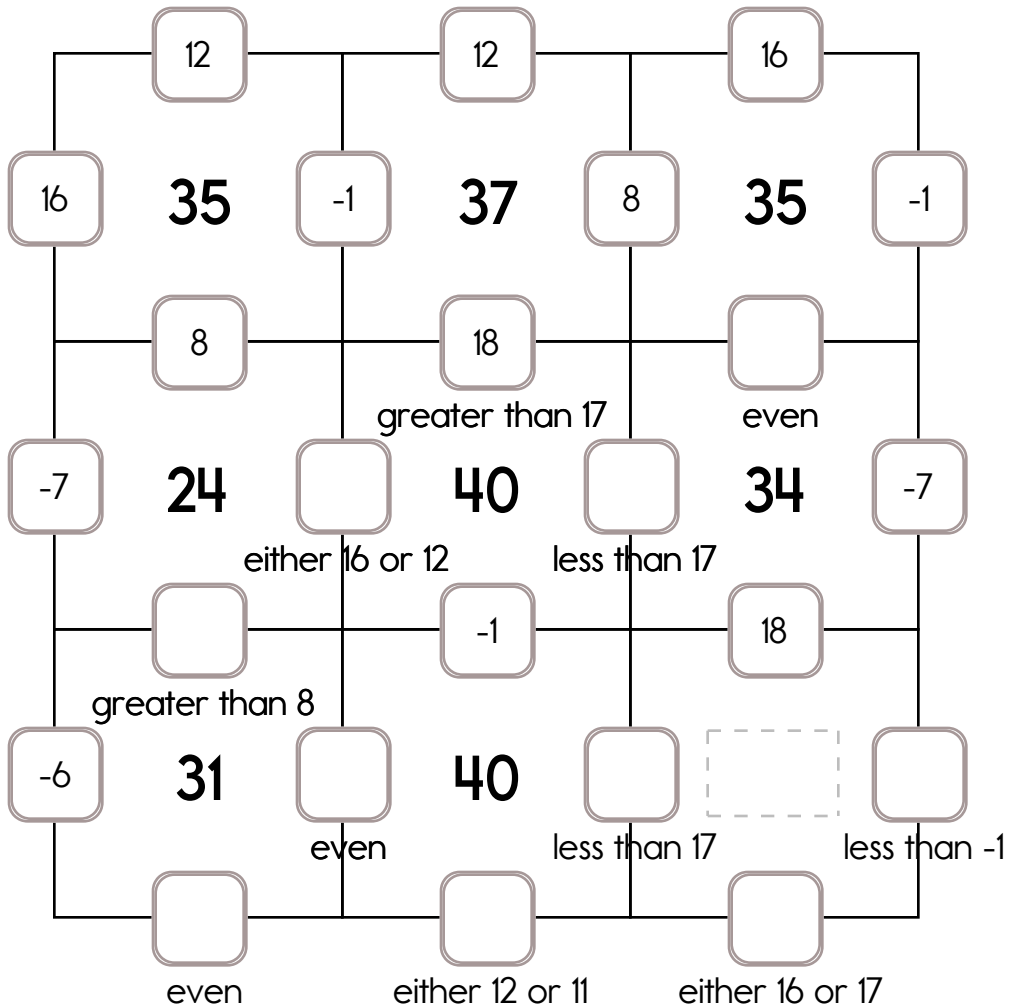 12 12 16
16 35 -1 37 8 35 -1
8 18
greater than 17 even
-7 24 40 34 -7
either 16 or 12 less than 17
-1 18
greater than 8
-6 31 40
even less than 17 less than -1
even either 12 or 11 either 16 or 17